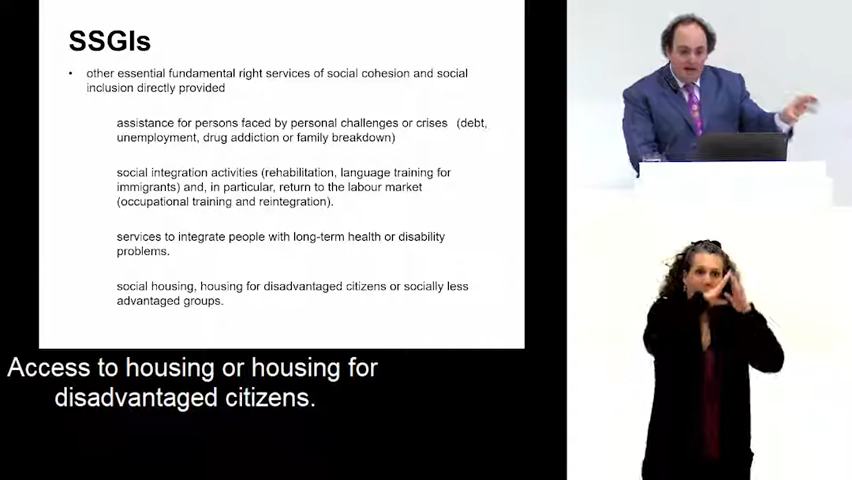 SSGIs
• other essential fundamental right services of social cohesion and social
inclusion directly provided
assistance for persons faced by personal challenges or crises (debt,
unemployment, drug addiction or family breakdown)
social integration activities (rehabilitation, language training for
immigrants) and, in particular, return to the labour market
(occupational training and reintegration).
services to integrate people with long-term health or disability
problems.
social housing, housing for disadvantaged citizens or socially less
advantaged groups.
Access to housing or housing for
disadvantaged citizens.